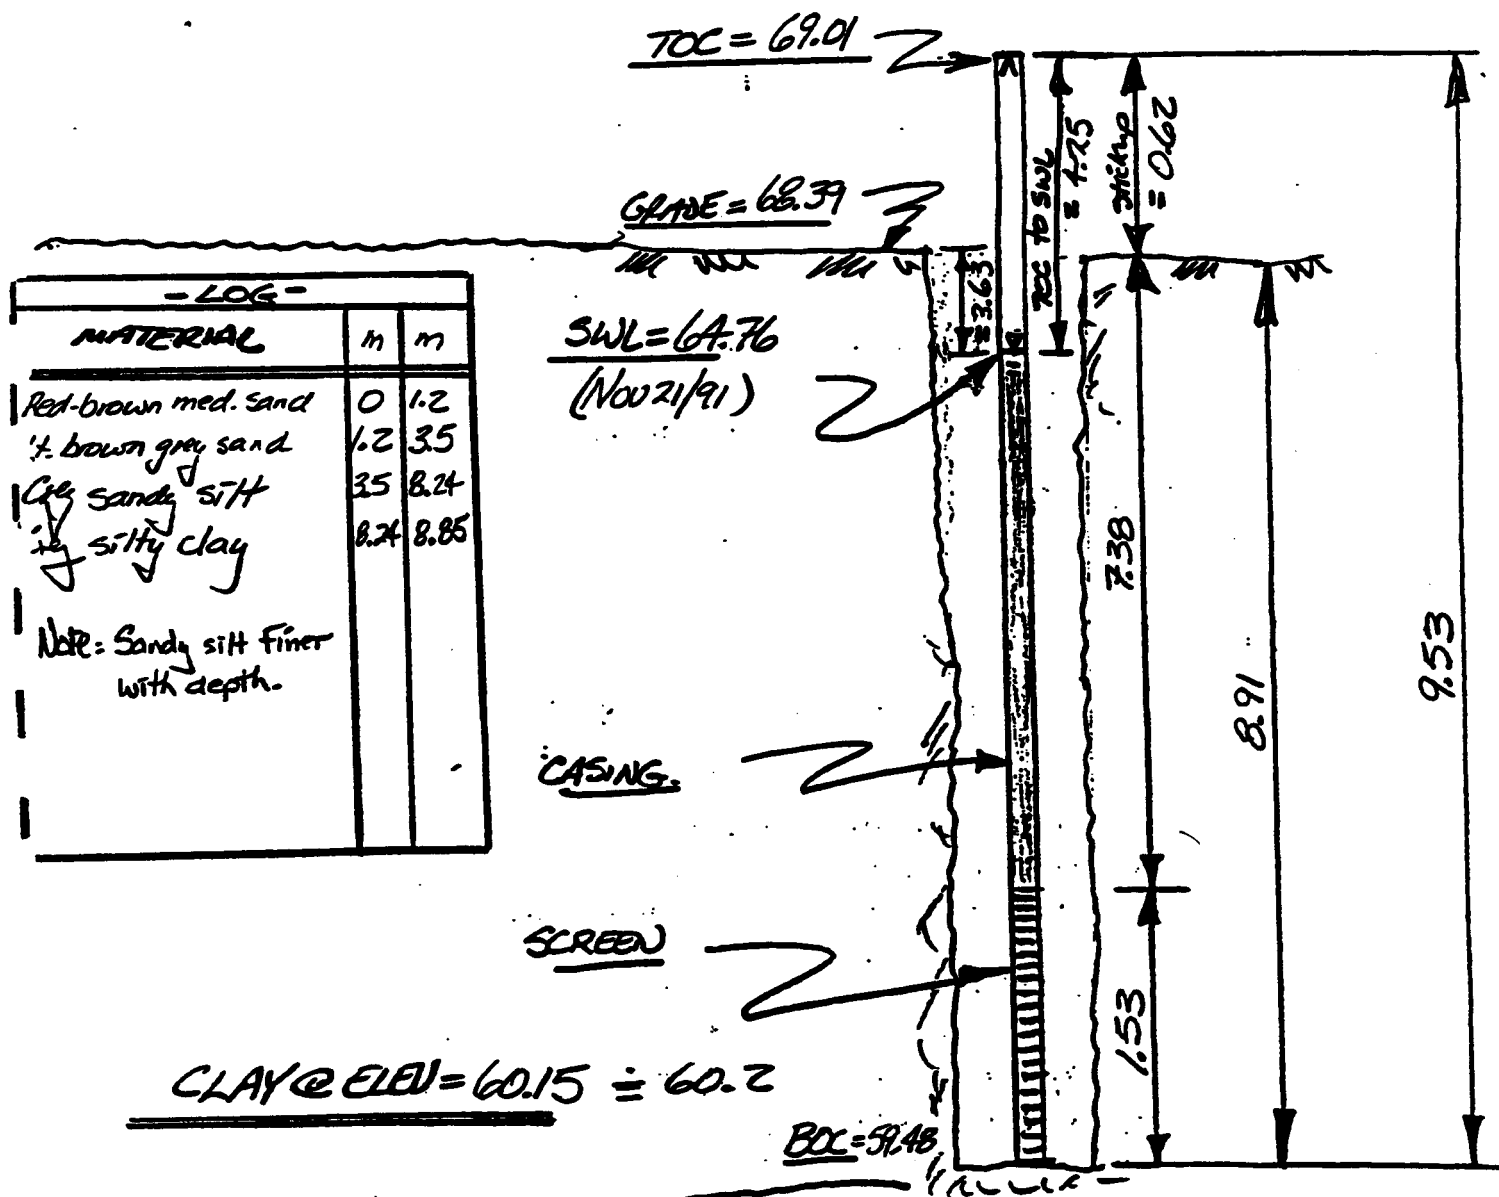 TOC = 69.01
GRADE = 68.39
TOC to SWL
= 4.25
stickup
= 0.62
= 3.63
- LOG -
MATERIAL m m
Red-brown med. sand 0 1.2
brown grey sand 1.2 3.5
Grey sandy silt 3.5 8.24
silty clay 8.24 8.85
Note: Sandy silt Finer
with depth.
SWL = 64.76
(Nov 21/91)
7.38
8.91
9.53
CASING.
SCREEN
1.53
CLAY @ ELEV = 60.15 ≐ 60.2
BOC = 59.48